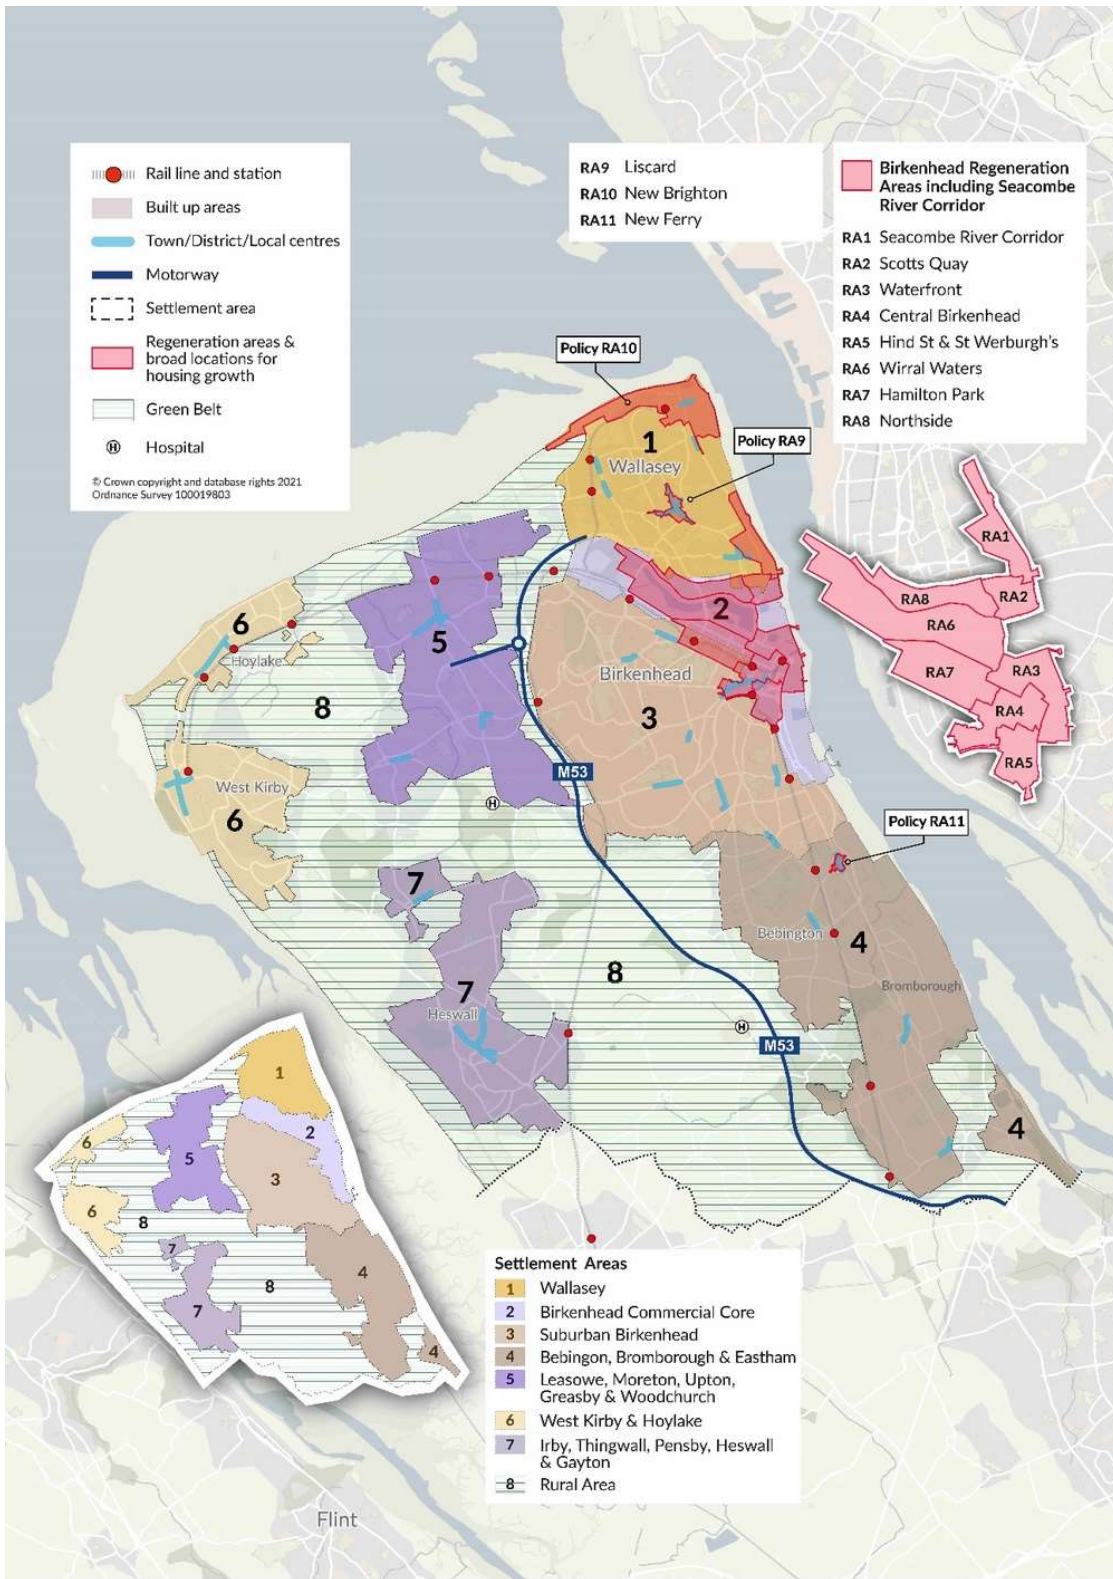 Rail line and station
Built up areas
Town/District/Local centres
Motorway
Settlement area
Regeneration areas &
broad locations for
housing growth
Green Belt
H Hospital
© Crown copyright and database rights 2021
Ordnance Survey 100019803
RA9 Liscard
RA10 New Brighton
RA11 New Ferry
Birkenhead Regeneration
Areas including Seacombe
River Corridor
RA1 Seacombe River Corridor
RA2 Scotts Quay
RA3 Waterfront
RA4 Central Birkenhead
RA5 Hind St & St Werburgh's
RA6 Wirral Waters
RA7 Hamilton Park
RA8 Northside
Policy RA10
1
Wallasey
Policy RA9
RA1
RA2
RA8
RA6
RA7
RA3
RA4
RA5
2
6
Hoylake
5
8
Birkenhead
3
M53
West Kirby
6
H
Policy RA11
7
Bebington
4
8
7
Heswall
Bromborough
H
M53
4
1
2
6
5
3
6
8
7
8
4
7
4
Settlement Areas
1 Wallasey
2 Birkenhead Commercial Core
3 Suburban Birkenhead
4 Bebingon, Bromborough & Eastham
5 Leasowe, Moreton, Upton,
Greasby & Woodchurch
6 West Kirby & Hoylake
7 Irby, Thingwall, Pensby, Heswall
& Gayton
8 Rural Area
Flint